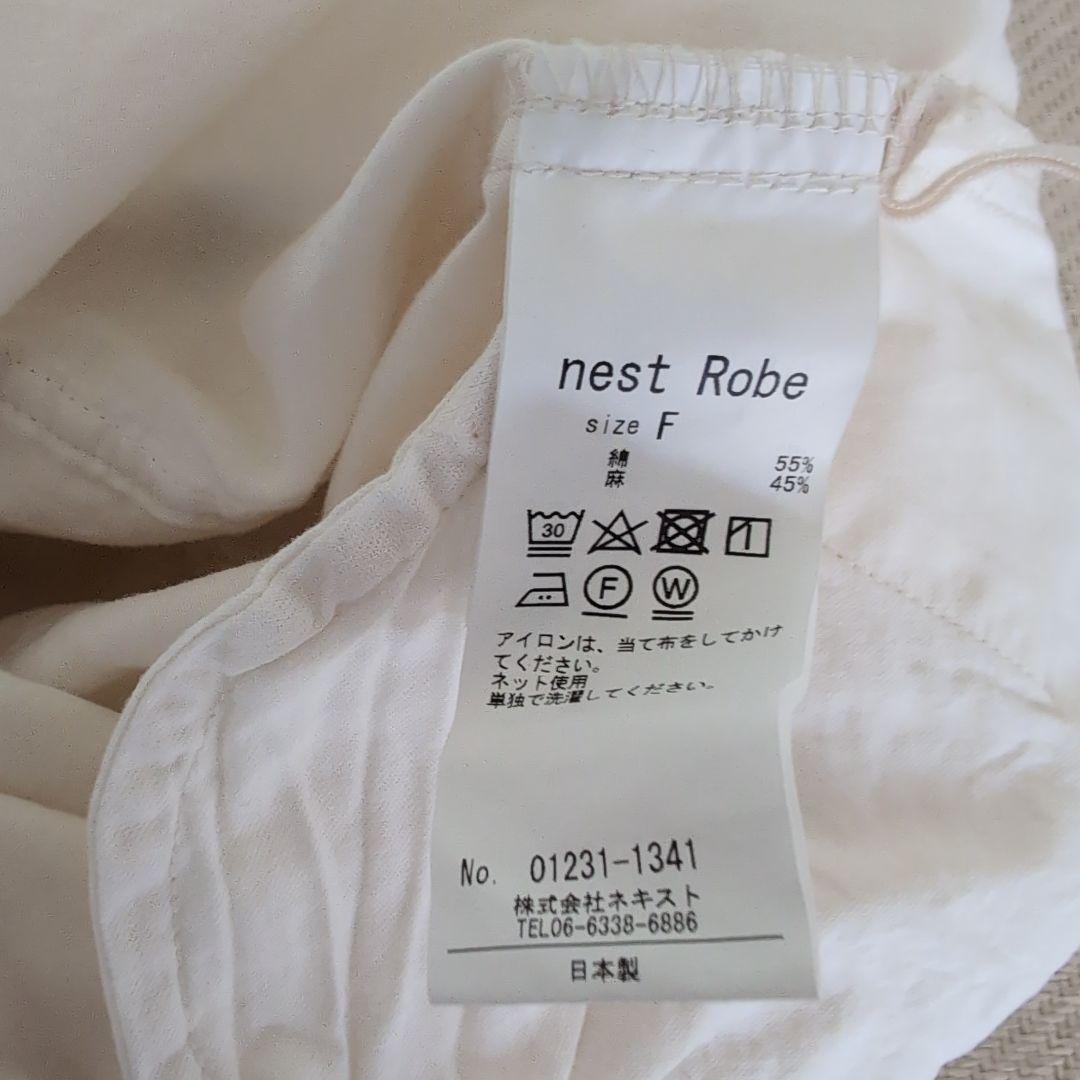 nest Robe
size F
綿 55%
麻 45%
30
F W
アイロンは、当て布をしてかけ
てください。
ネット使用
単独で洗濯してください。
No. 01231-1341
株式会社ネキスト
TEL06-6338-6886
日本製